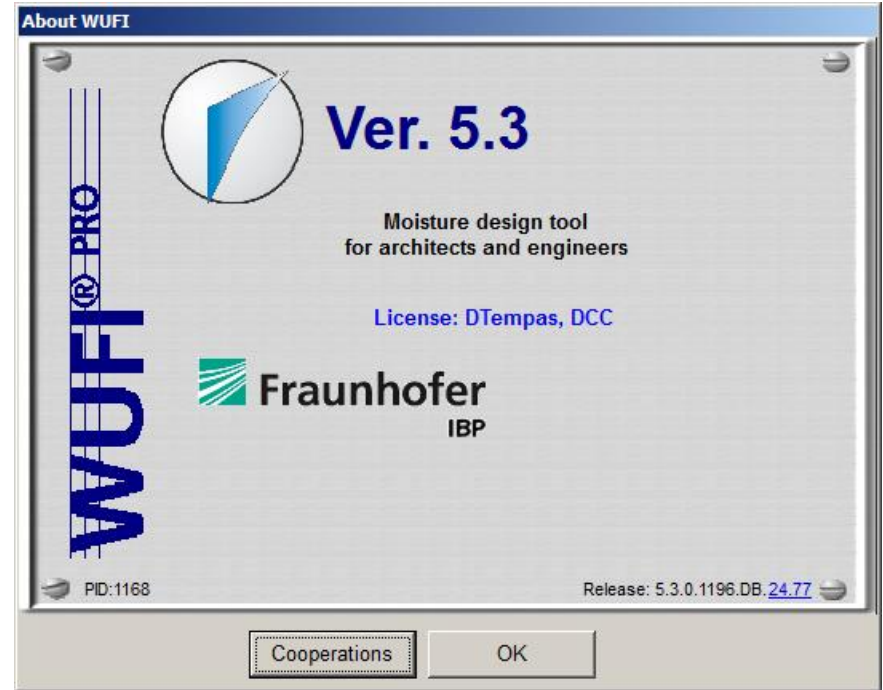 About WUFI
WUFI® PRO
Ver. 5.3
Moisture design tool
for architects and engineers
License: DTempas, DCC
Fraunhofer
IBP
PID:1168
Release: 5.3.0.1196.DB.24.77
Cooperations
OK